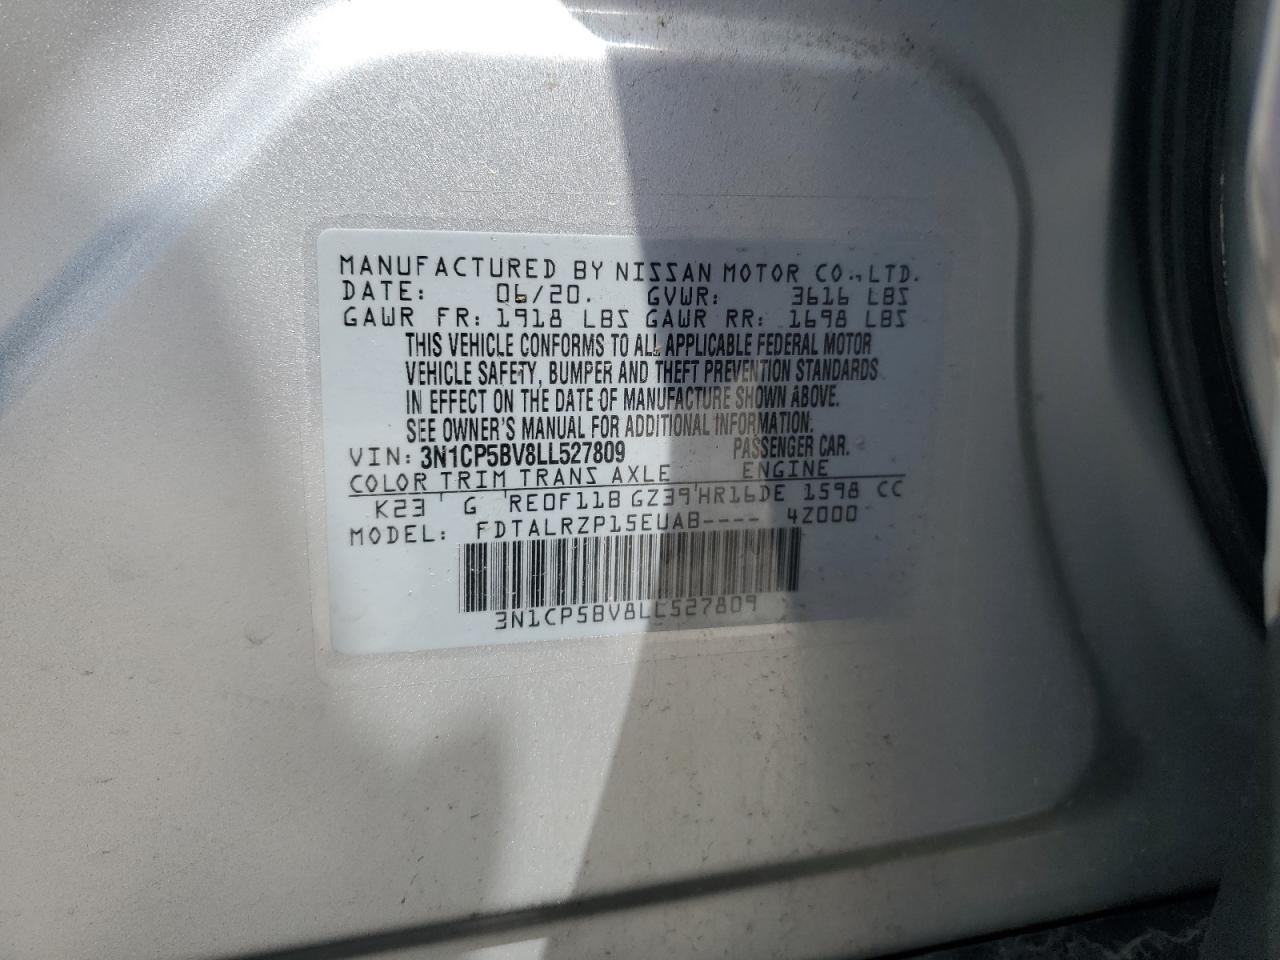 MANUFACTURED BY NISSAN MOTOR CO., LTD.
DATE: 06/20. GVWR: 3616 LBS
GAWR FR: 1918 LBS GAWR RR: 1698 LBS
THIS VEHICLE CONFORMS TO ALL APPLICABLE FEDERAL MOTOR
VEHICLE SAFETY, BUMPER AND THEFT PREVENTION STANDARDS
IN EFFECT ON THE DATE OF MANUFACTURE SHOWN ABOVE.
SEE OWNER'S MANUAL FOR ADDITIONAL INFORMATION.
VIN: 3N1CP5BV8LL527809 PASSENGER CAR.
COLOR TRIM TRANS AXLE ENGINE
K23 G RE0F11B GZ39 HR16DE 1598 CC
MODEL: FDTALRZP15EUAB---- 4Z000
3N1CP5BV8LL527809